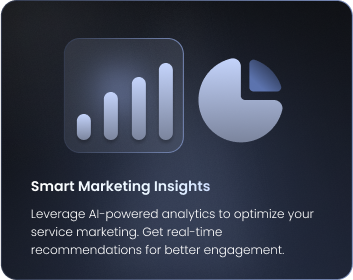 Smart Marketing Insights
Leverage AI-powered analytics to optimize your
service marketing. Get real-time
recommendations for better engagement.